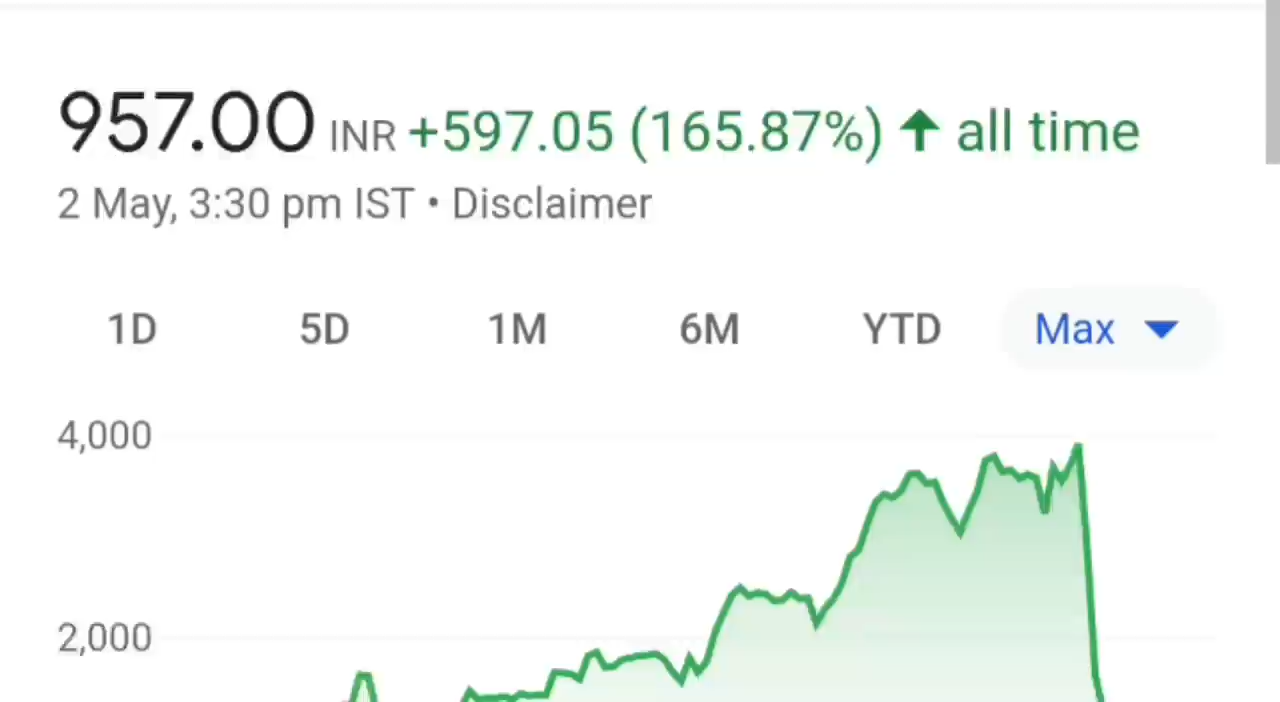 957.00 INR +597.05 (165.87%) ↑ all time
2 May, 3:30 pm IST • Disclaimer
1D 5D 1M 6M YTD Max
4,000
2,000